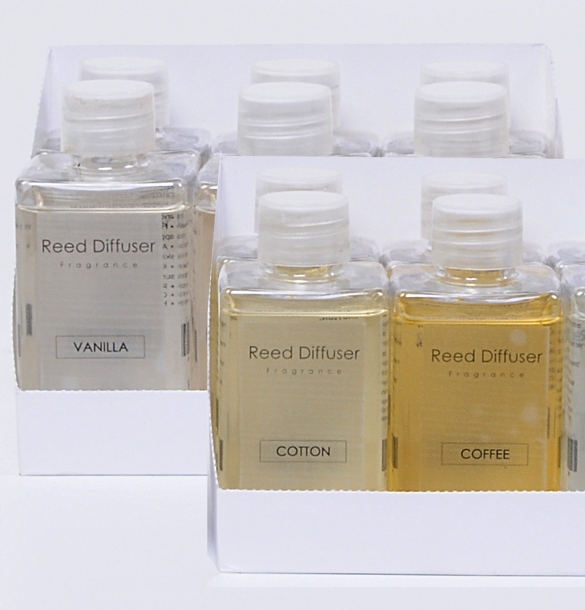 Reed Diffuser
Fragrance
VANILLA
Reed Diffuser
Fragrance
COTTON
Reed Diffuser
Fragrance
COFFEE